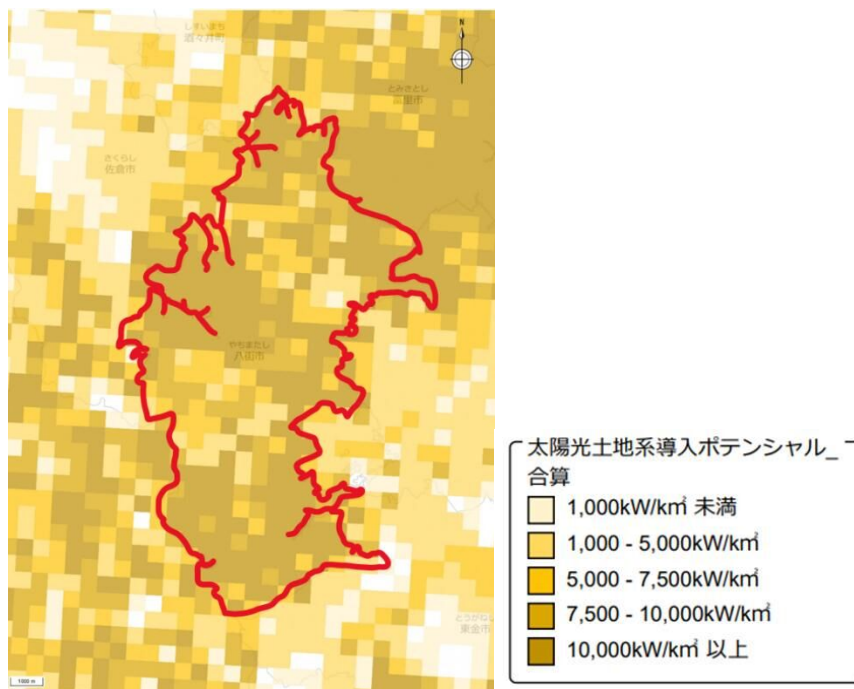 しすいまち
酒々井町
N
とみさとし
富里市
さくらし
佐倉市
やちまたし
八街市
とうがねし
東金市
1000 m
太陽光土地系導入ポテンシャル_
合算
1,000kW/k㎡ 未満
1,000 - 5,000kW/k㎡
5,000 - 7,500kW/k㎡
7,500 - 10,000kW/k㎡
10,000kW/k㎡ 以上